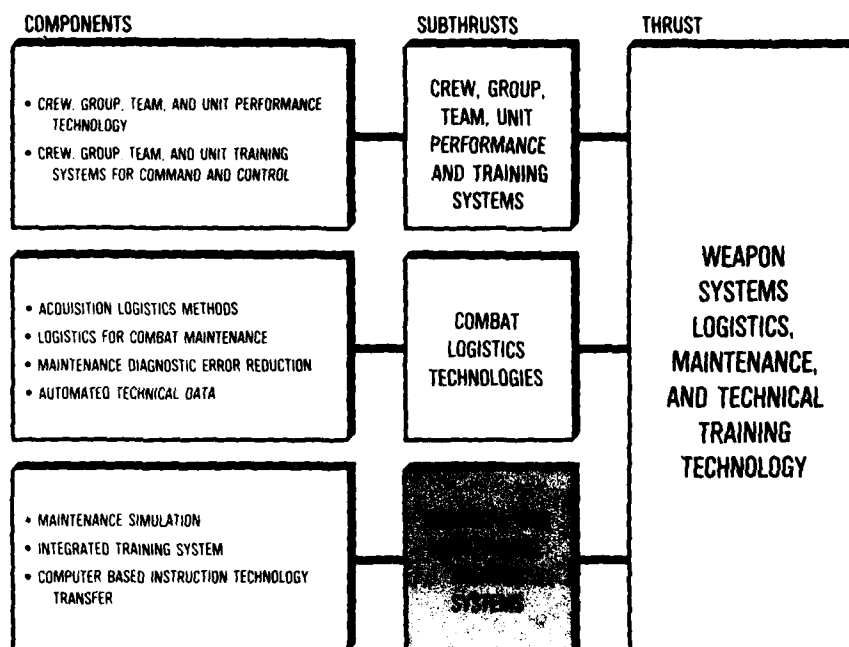 COMPONENTS
SUBTHRUSTS
THRUST
• CREW, GROUP, TEAM, AND UNIT PERFORMANCE
TECHNOLOGY
• CREW, GROUP, TEAM, AND UNIT TRAINING
SYSTEMS FOR COMMAND AND CONTROL
CREW, GROUP,
TEAM, UNIT
PERFORMANCE
AND TRAINING
SYSTEMS
• ACQUISITION LOGISTICS METHODS
• LOGISTICS FOR COMBAT MAINTENANCE
• MAINTENANCE DIAGNOSTIC ERROR REDUCTION
• AUTOMATED TECHNICAL DATA
COMBAT
LOGISTICS
TECHNOLOGIES
• MAINTENANCE SIMULATION
• INTEGRATED TRAINING SYSTEM
• COMPUTER BASED INSTRUCTION TECHNOLOGY
TRANSFER
SYSTEMS
WEAPON
SYSTEMS
LOGISTICS,
MAINTENANCE,
AND TECHNICAL
TRAINING
TECHNOLOGY